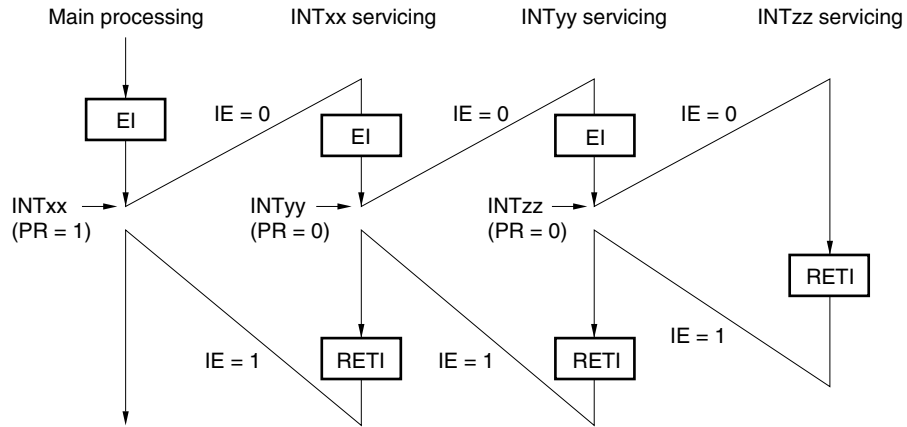 Main processing
INTxx servicing
INTyy servicing
INTzz servicing
IE = 0
IE = 0
IE = 0
EI
EI
EI
INTxx
(PR = 1)
INTyy
(PR = 0)
INTzz
(PR = 0)
RETI
IE = 1
RETI
IE = 1
RETI
IE = 1